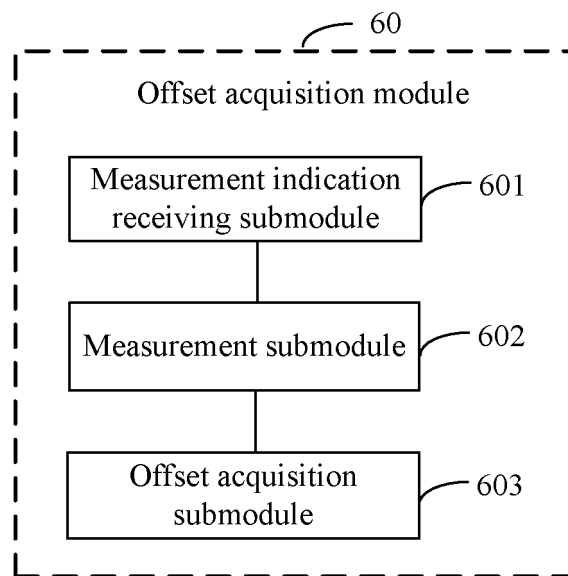 60
Offset acquisition module
Measurement indication
receiving submodule
601
Measurement submodule
602
Offset acquisition
submodule
603